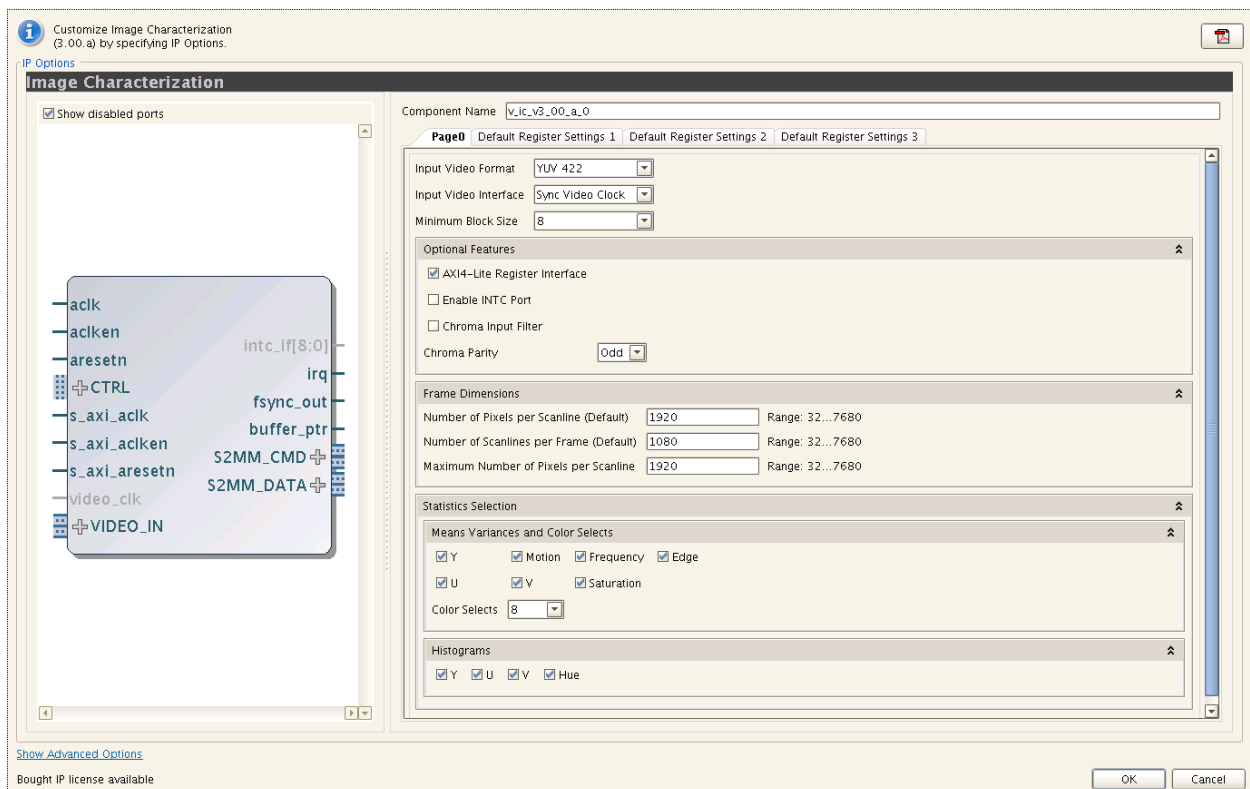 Customize Image Characterization
(3.00.a) by specifying IP Options.
IP Options
Image Characterization
Show disabled ports
aclk
aclken
aresetn
CTRL
s_axi_aclk
s_axi_aclken
s_axi_aresetn
video_clk
VIDEO_IN
intc_if[8:0]
irq
fsync_out
buffer_ptr
S2MM_CMD
S2MM_DATA
Component Name v_ic_v3_00_a_0
Page0 Default Register Settings 1 Default Register Settings 2 Default Register Settings 3
Input Video Format YUV 422
Input Video Interface Sync Video Clock
Minimum Block Size 8
Optional Features
AXI4-Lite Register Interface
Enable INTC Port
Chroma Input Filter
Chroma Parity Odd
Frame Dimensions
Number of Pixels per Scanline (Default) 1920 Range: 32...7680
Number of Scanlines per Frame (Default) 1080 Range: 32...7680
Maximum Number of Pixels per Scanline 1920 Range: 32...7680
Statistics Selection
Means Variances and Color Selects
Y Motion Frequency Edge
U V Saturation
Color Selects 8
Histograms
Y U V Hue
Show Advanced Options
Bought IP license available
OK Cancel